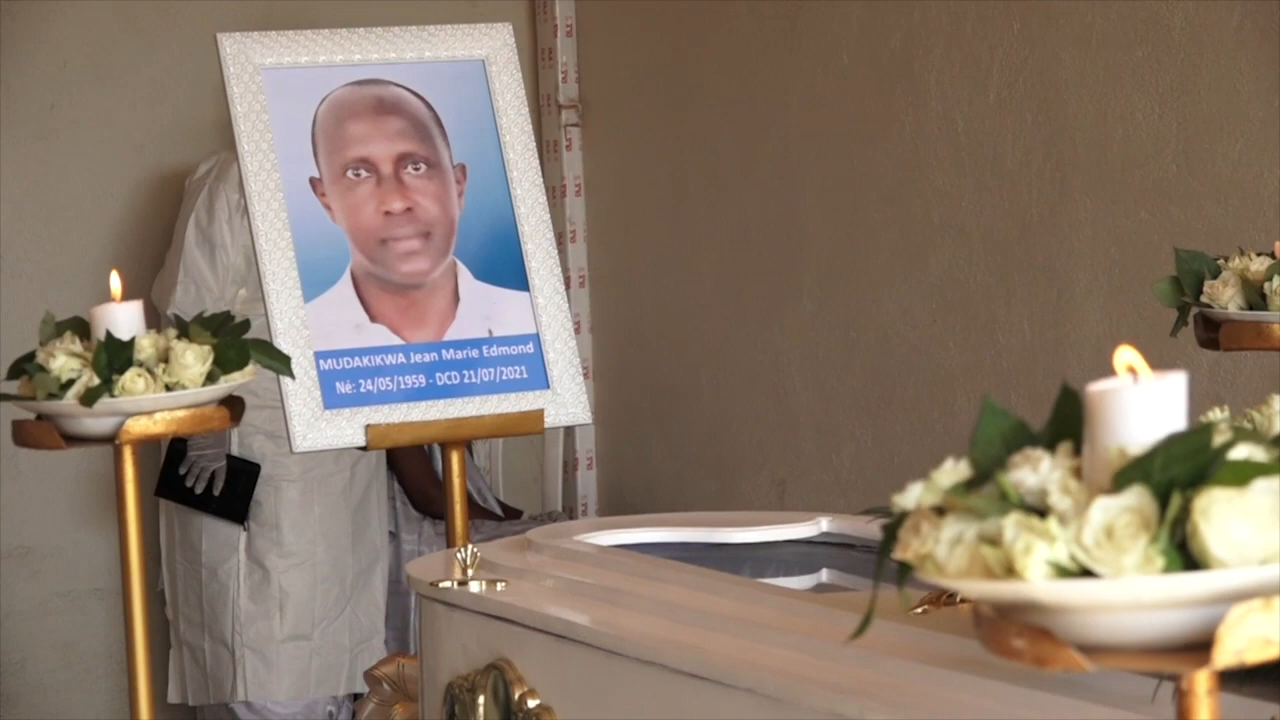 MUDAKIKWA Jean Marie Edmond
Né: 24/05/1959 - DCD 21/07/2021